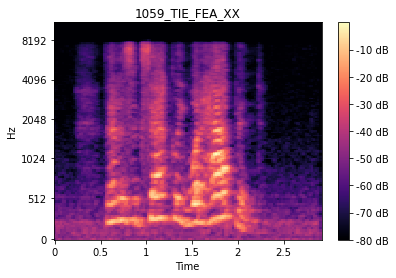 1059_TIE_FEA_XX
8192
4096
2048
1024
512
0
Hz
0
0.5
1
1.5
2
2.5
Time
-10 dB
-20 dB
-30 dB
-40 dB
-50 dB
-60 dB
-70 dB
-80 dB